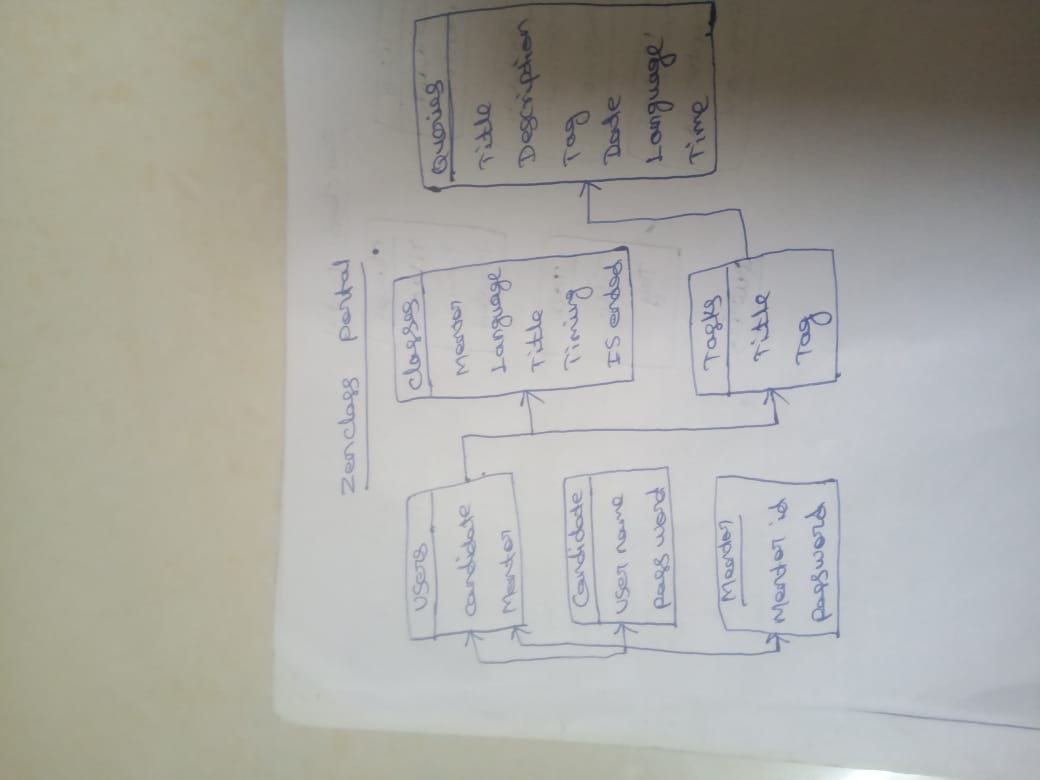 Zenclass portal
Users
Candidate
Mentor
Candidate
User name
Password
Mentor
Mentor id
Password
Classes
Mentor
Language
Title
Timing
IS ended
Tasks
Title
Tag
Queries
Title
Description
Tag
Date
Language
Time